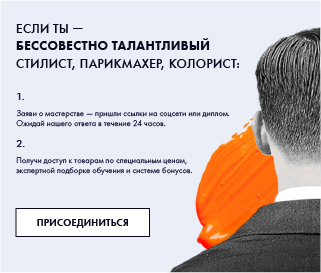 ЕСЛИ ТЫ —
БЕССОВЕСТНО ТАЛАНТЛИВЫЙ
СТИЛИСТ, ПАРИКМАХЕР, КОЛОРИСТ:
1.
Заяви о мастерстве — пришли ссылки на соцсети или диплом.
Ожидай нашего ответа в течение 24 часов.
2.
Получи доступ к товарам по специальным ценам,
экспертной подборке обучения и системе бонусов.
ПРИСОЕДИНИТЬСЯ